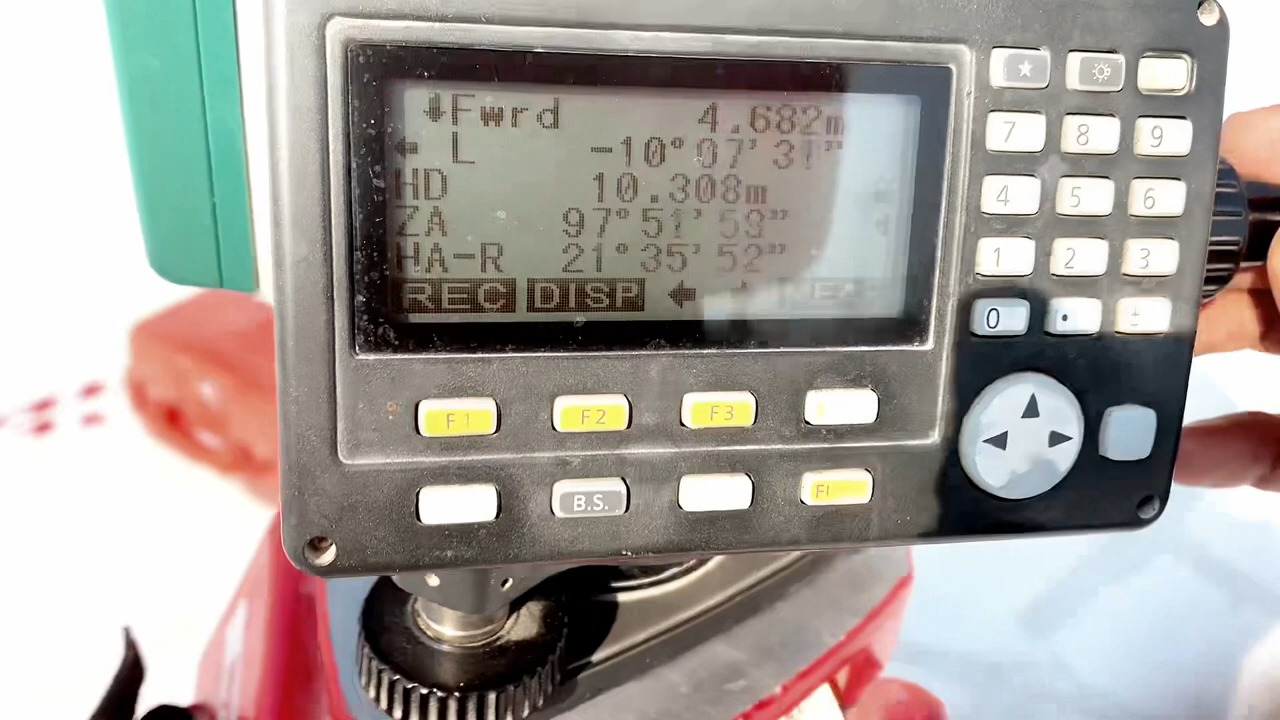 Fwrd 4.682m
← L -10°07'31"
HD 10.308m
ZA 97°51'53"
HA-R 21°35'52"
REC DISP ←
★
7 8 9
4 5 6
1 2 3
0 • ±
F1 F2 F3
B.S.